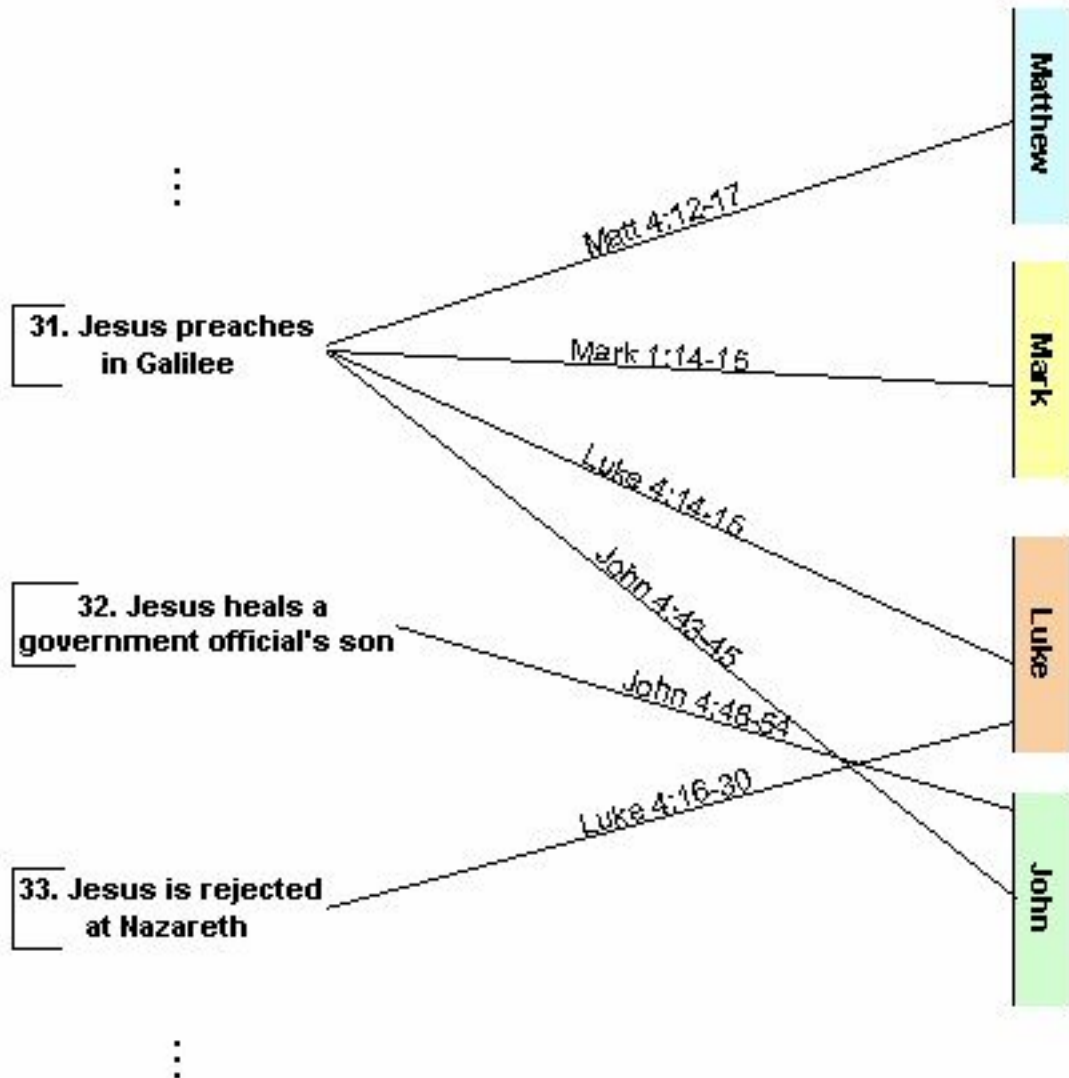 Matthew
Matt 4:12-17
31. Jesus preaches
in Galilee
Mark 1:14-15
Mark
Luke 4:14-15
John 4:43-45
Luke
32. Jesus heals a
government official's son
John 4:46-54
Luke 4:16-30
33. Jesus is rejected
at Nazareth
John